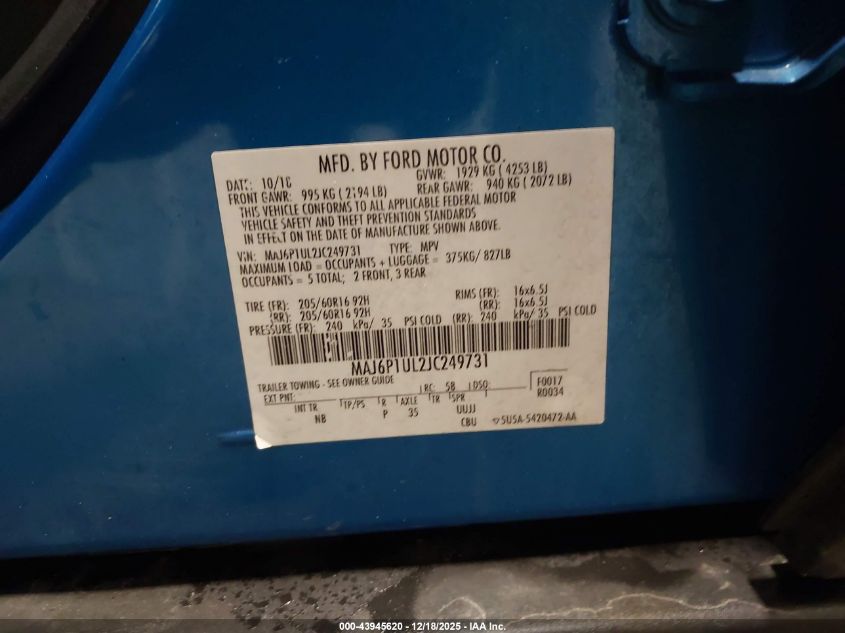 MFD. BY FORD MOTOR CO.
DATE: 10/18 GVWR: 1929 KG ( 4253 LB)
FRONT GAWR: 995 KG ( 2194 LB) REAR GAWR: 940 KG ( 2072 LB)
THIS VEHICLE CONFORMS TO ALL APPLICABLE FEDERAL MOTOR
VEHICLE SAFETY AND THEFT PREVENTION STANDARDS
IN EFFECT ON THE DATE OF MANUFACTURE SHOWN ABOVE.
VIN: MAJ6P1UL2JC249731 TYPE: MPV
MAXIMUM LOAD = OCCUPANTS + LUGGAGE = 375KG/ 827LB
OCCUPANTS = 5 TOTAL; 2 FRONT, 3 REAR
TIRE (FR): 205/60R16 92H RIMS (FR): 16x6.5J
(RR): 205/60R16 92H (RR): 16x6.5J
PRESSURE (FR): 240 kPa/ 35 PSI COLD (RR): 240 kPa/ 35 PSI COLD
MAJ6P1UL2JC249731
TRAILER TOWING - SEE OWNER GUIDE
EXT PNT: RC: 5B DSO: F0017
R0034
INT TR TP/PS R AXLE TR SPR
NB P 35 UUJJ
CBU 5U5A-5420472-AA
000-43945620 - 12/18/2025 - IAA Inc.